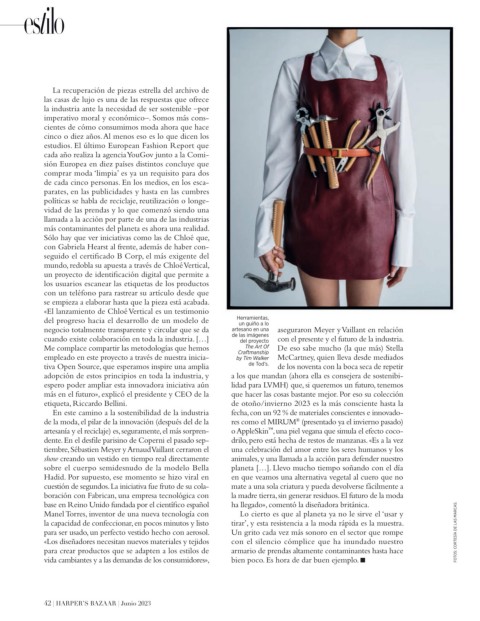 estilo
La recuperación de piezas estrella del archivo de
las casas de lujo es una de las respuestas que ofrece
la industria ante la necesidad de ser sostenible –por
imperativo moral y económico–. Somos más cons-
cientes de cómo consumimos moda ahora que hace
cinco o diez años. Al menos eso es lo que dicen los
estudios. El último European Fashion Report que
cada año realiza la agencia YouGov junto a la Comi-
sión Europea en diez países distintos concluye que
comprar moda ‘limpia’ es ya un requisito para dos
de cada cinco personas. En los medios, en los esca-
parates, en las publicidades y hasta en las cumbres
políticas se habla de reciclaje, reutilización o longe-
vidad de las prendas y lo que comenzó siendo una
llamada a la acción por parte de una de las industrias
más contaminantes del planeta es ahora una realidad.
Sólo hay que ver iniciativas como las de Chloé que,
con Gabriela Hearst al frente, además de haber con-
seguido el certificado B Corp, el más exigente del
mundo, redobla su apuesta a través de Chloé Vertical,
un proyecto de identificación digital que permite a
los usuarios escanear las etiquetas de los productos
con un teléfono para rastrear su artículo desde que
se empieza a elaborar hasta que la pieza está acabada.
«El lanzamiento de Chloé Vertical es un testimonio
del progreso hacia el desarrollo de un modelo de
negocio totalmente transparente y circular que se da
cuando existe colaboración en toda la industria. […]
Me complace compartir las metodologías que hemos
empleado en este proyecto a través de nuestra inicia-
tiva Open Source, que esperamos inspire una amplia
adopción de estos principios en toda la industria, y
espero poder ampliar esta innovadora iniciativa aún
más en el futuro», explicó el presidente y CEO de la
etiqueta, Riccardo Bellini.
En este camino a la sostenibilidad de la industria
de la moda, el pilar de la innovación (después del de la
artesanía y el reciclaje) es, seguramente, el más sorpren-
dente. En el desfile parisino de Coperni el pasado sep-
tiembre, Sébastien Meyer y Arnaud Vaillant cerraron el
show creando un vestido en tiempo real directamente
sobre el cuerpo semidesnudo de la modelo Bella
Hadid. Por supuesto, ese momento se hizo viral en
cuestión de segundos. La iniciativa fue fruto de su cola-
boración con Fabrican, una empresa tecnológica con
base en Reino Unido fundada por el científico español
Manel Torres, inventor de una nueva tecnología con
la capacidad de confeccionar, en pocos minutos y listo
para ser usado, un perfecto vestido hecho con aerosol.
«Los diseñadores necesitan nuevos materiales y tejidos
para crear productos que se adapten a los estilos de
vida cambiantes y a las demandas de los consumidores»,
Herramientas,
un guiño a lo
artesano en una
de las imágenes
del proyecto
The Art Of
Craftmanship
by Tim Walker
de Tod's.
aseguraron Meyer y Vaillant en relación
con el presente y el futuro de la industria.
De eso sabe mucho (la que más) Stella
McCartney, quien lleva desde mediados
de los noventa con la boca seca de repetir
a los que mandan (ahora ella es consejera de sostenibi-
lidad para LVMH) que, si queremos un futuro, tenemos
que hacer las cosas bastante mejor. Por eso su colección
de otoño/invierno 2023 es la más consciente hasta la
fecha, con un 92 % de materiales conscientes e innovado-
res como el MIRUM® (presentado ya el invierno pasado)
o AppleSkin™, una piel vegana que simula el efecto coco-
drilo, pero está hecha de restos de manzanas. «Es a la vez
una celebración del amor entre los seres humanos y los
animales, y una llamada a la acción para defender nuestro
planeta […]. Llevo mucho tiempo soñando con el día
en que veamos una alternativa vegetal al cuero que no
mate a una sola criatura y pueda devolverse fácilmente a
la madre tierra, sin generar residuos. El futuro de la moda
ha llegado», comentó la diseñadora británica.
Lo cierto es que al planeta ya no le sirve el ‘usar y
tirar’, y esta resistencia a la moda rápida es la muestra.
Un grito cada vez más sonoro en el sector que rompe
con el silencio cómplice que ha inundado nuestro
armario de prendas altamente contaminantes hasta hace
bien poco. Es hora de dar buen ejemplo. ■
FOTOS: CORTESÍA DE LAS MARCAS.
42 | HARPER'S BAZAAR | Junio 2023